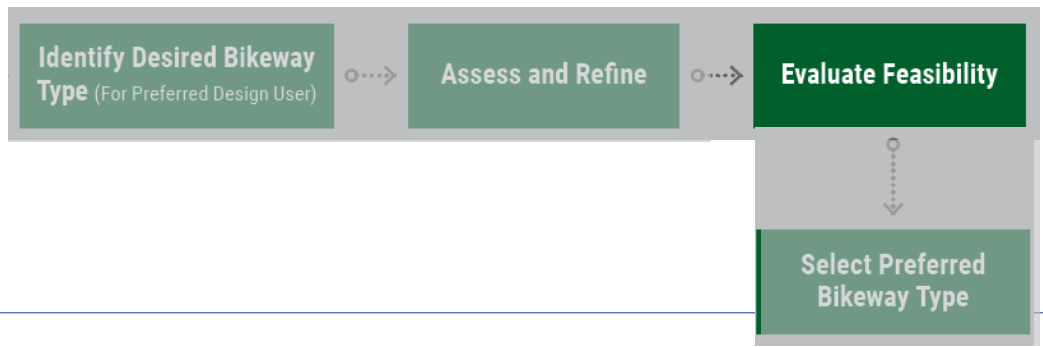 Identify Desired Bikeway
Type (For Preferred Design User)
Assess and Refine
Evaluate Feasibility
Select Preferred
Bikeway Type